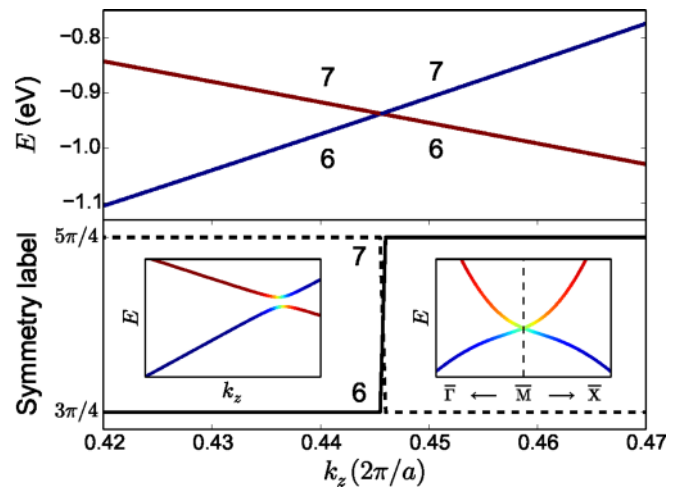 −0.8
−0.9
−1.0
−1.1
E (eV)
7 7
6 6
Symmetry label
5π/4
3π/4
7
6
E
k_z
E
Γ̅ ← M̅ → X̅
0.42 0.43 0.44 0.45 0.46 0.47
k_z (2π/a)